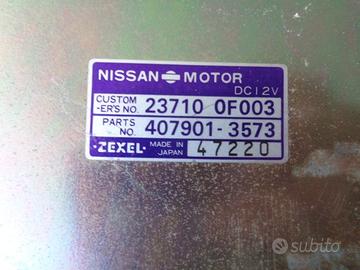 NISSAN MOTOR
DC12V
CUSTOM -ER'S NO. 23710 0F003
PARTS NO. 407901-3573
ZEXEL MADE IN JAPAN 47220
subito